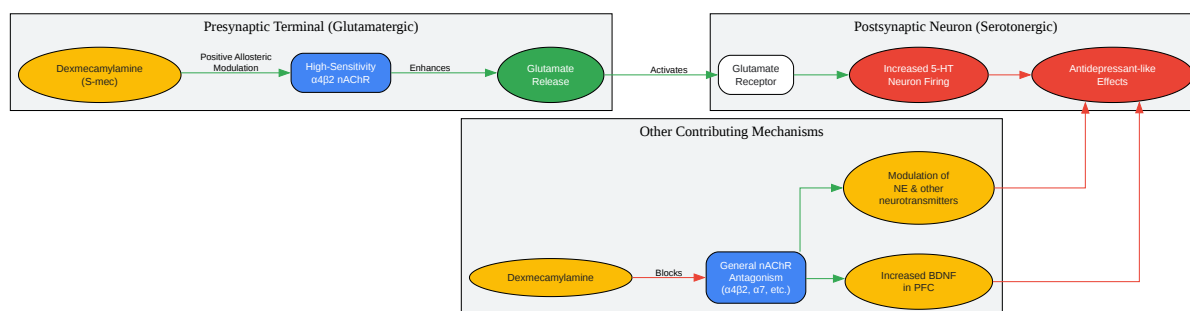 Presynaptic Terminal (Glutamatergic)
Dexmecamylamine
(S-mec)
Positive Allosteric
Modulation
High-Sensitivity
α4β2 nAChR
Enhances
Glutamate
Release
Activates
Postsynaptic Neuron (Serotonergic)
Glutamate
Receptor
Increased 5-HT
Neuron Firing
Antidepressant-like
Effects
Other Contributing Mechanisms
Dexmecamylamine
Blocks
General nAChR
Antagonism
(α4β2, α7, etc.)
Modulation of
NE & other
neurotransmitters
Increased BDNF
in PFC